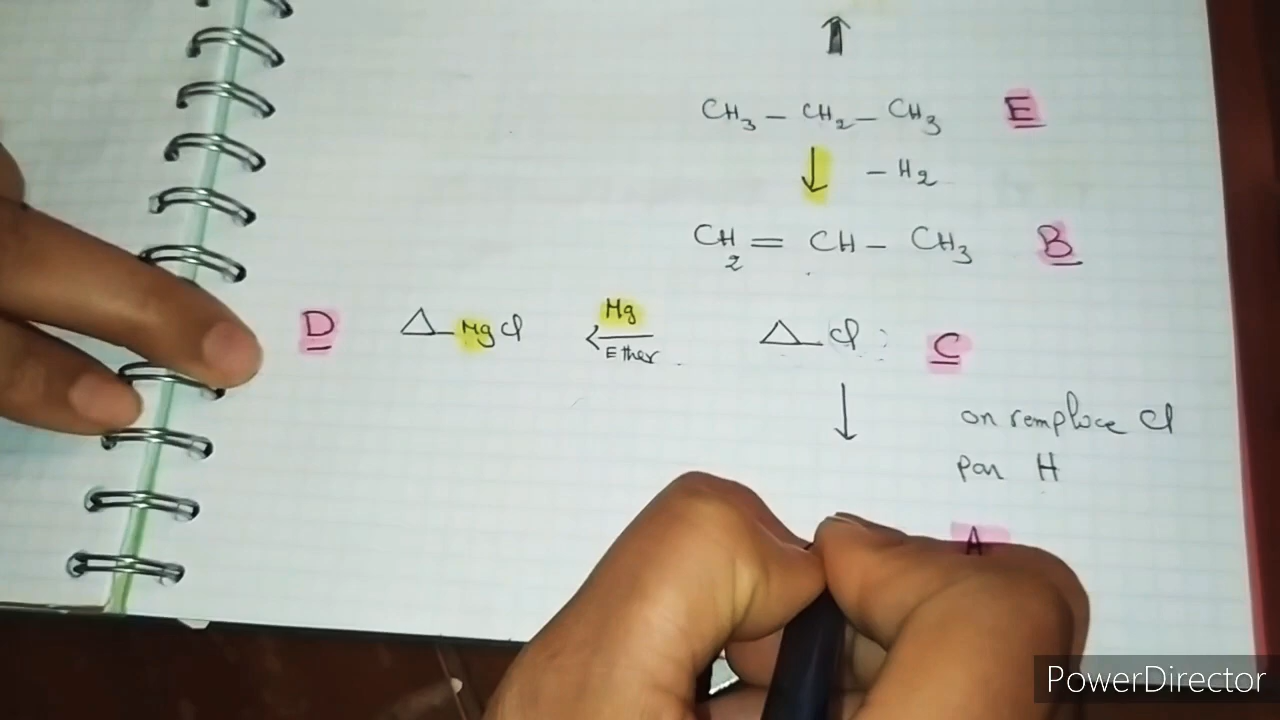 CH₃ – CH₂ – CH₃ E
↓ – H₂
CH₂ = CH – CH₃ B
D △–MgCl ← Mg Ether △–Cl : C
↓ on remplace Cl
par H
A
PowerDirector